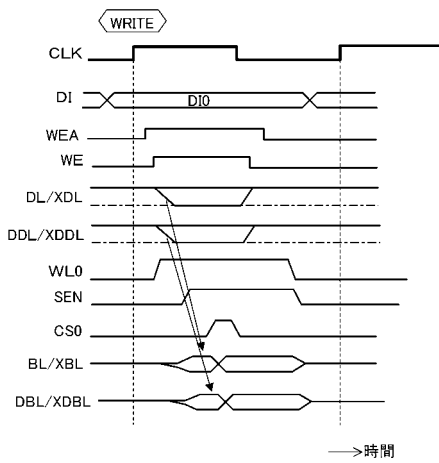 WRITE
CLK
DI
DI0
WEA
WE
DL/XDL
DDL/XDDL
WL0
SEN
CS0
BL/XBL
DBL/XDBL
→時間